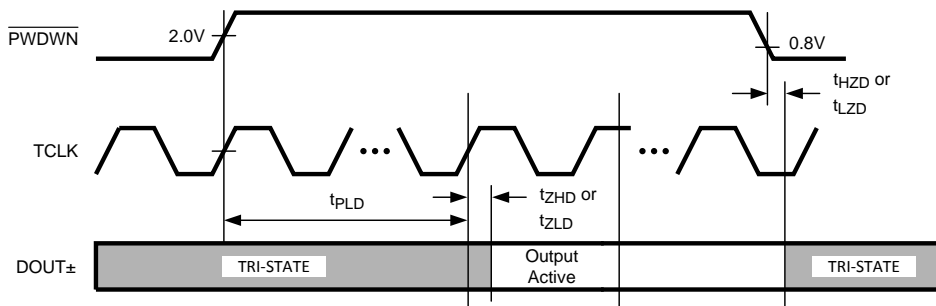 PWDWN
2.0V
0.8V
tHZD or
tLZD
TCLK
•••
•••
tPLD
tZHD or
tZLD
DOUT±
TRI-STATE
Output
Active
TRI-STATE